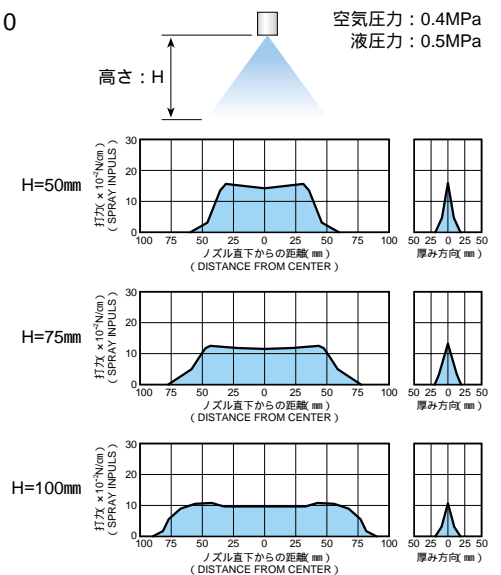 0
空気圧力：0.4MPa
液圧力：0.5MPa
高さ：H
H=50㎜
打力( ×10⁻²N/c㎡)
( SPRAY INPULS )
30
20
10
0
100 75 50 25 0 25 50 75 100
ノズル直下からの距離( ㎜)
( DISTANCE FROM CENTER )
50 25 0 25 50
厚み方向( ㎜)
H=75㎜
打力( ×10⁻²N/c㎡)
( SPRAY INPULS )
30
20
10
0
100 75 50 25 0 25 50 75 100
ノズル直下からの距離( ㎜)
( DISTANCE FROM CENTER )
50 25 0 25 50
厚み方向( ㎜)
H=100㎜
打力( ×10⁻²N/c㎡)
( SPRAY INPULS )
30
20
10
0
100 75 50 25 0 25 50 75 100
ノズル直下からの距離( ㎜)
( DISTANCE FROM CENTER )
50 25 0 25 50
厚み方向( ㎜)